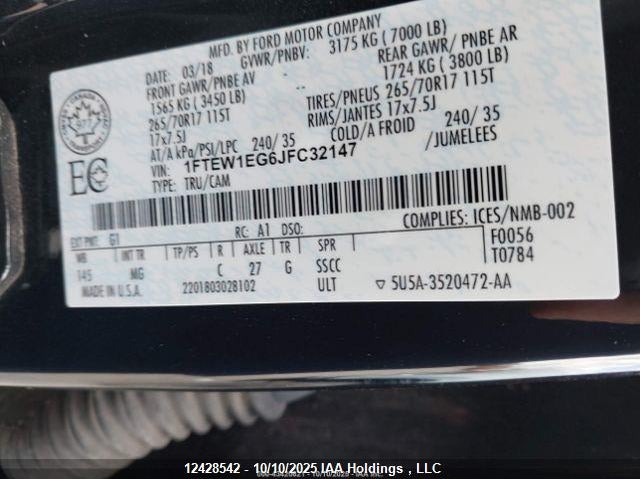 MFD. BY FORD MOTOR COMPANY
DATE: 03/18 GVWR/PNBV: 3175 KG ( 7000 LB)
FRONT GAWR/PNBE AV REAR GAWR/ PNBE AR
1565 KG ( 3450 LB) 1724 KG ( 3800 LB)
265/70R17 115T TIRES/PNEUS 265/70R17 115T
17x7.5J RIMS/JANTES 17x7.5J
AT/A kPa/PSI/LPC 240/ 35 COLD/A FROID 240/ 35
VIN: 1FTEW1EG6JFC32147 /JUMELEES
TYPE: TRU/CAM
EC
COMPLIES: ICES/NMB-002
EXT PNT: G1 RC: A1 DSO: F0056
WB INT TR TP/PS R AXLE TR SPR T0784
145 MG C 27 G SSCC
MADE IN U.S.A. 2201803028102 ULT ▽ 5U5A-3520472-AA
12428542 - 10/10/2025 IAA Holdings , LLC